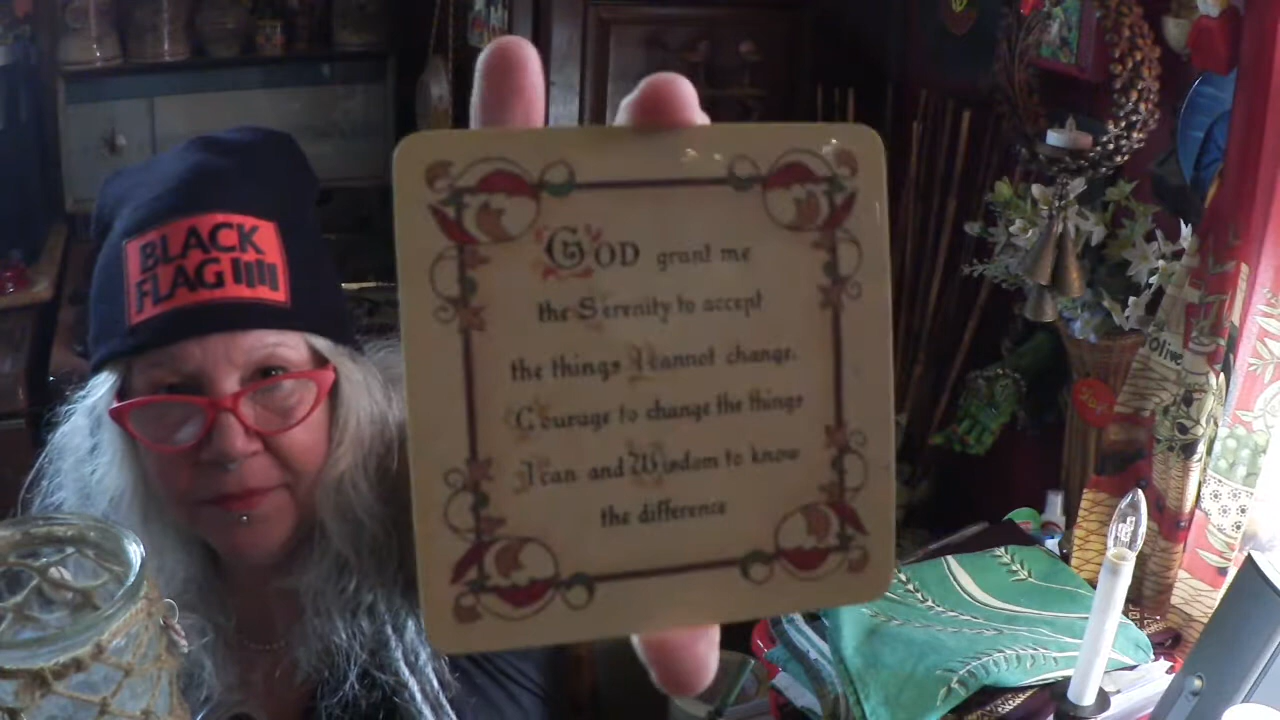 BLACK
FLAG
GOD grant me
the Serenity to accept
the things I cannot change,
Courage to change the things
I can and Wisdom to know
the difference
Olive
JOY